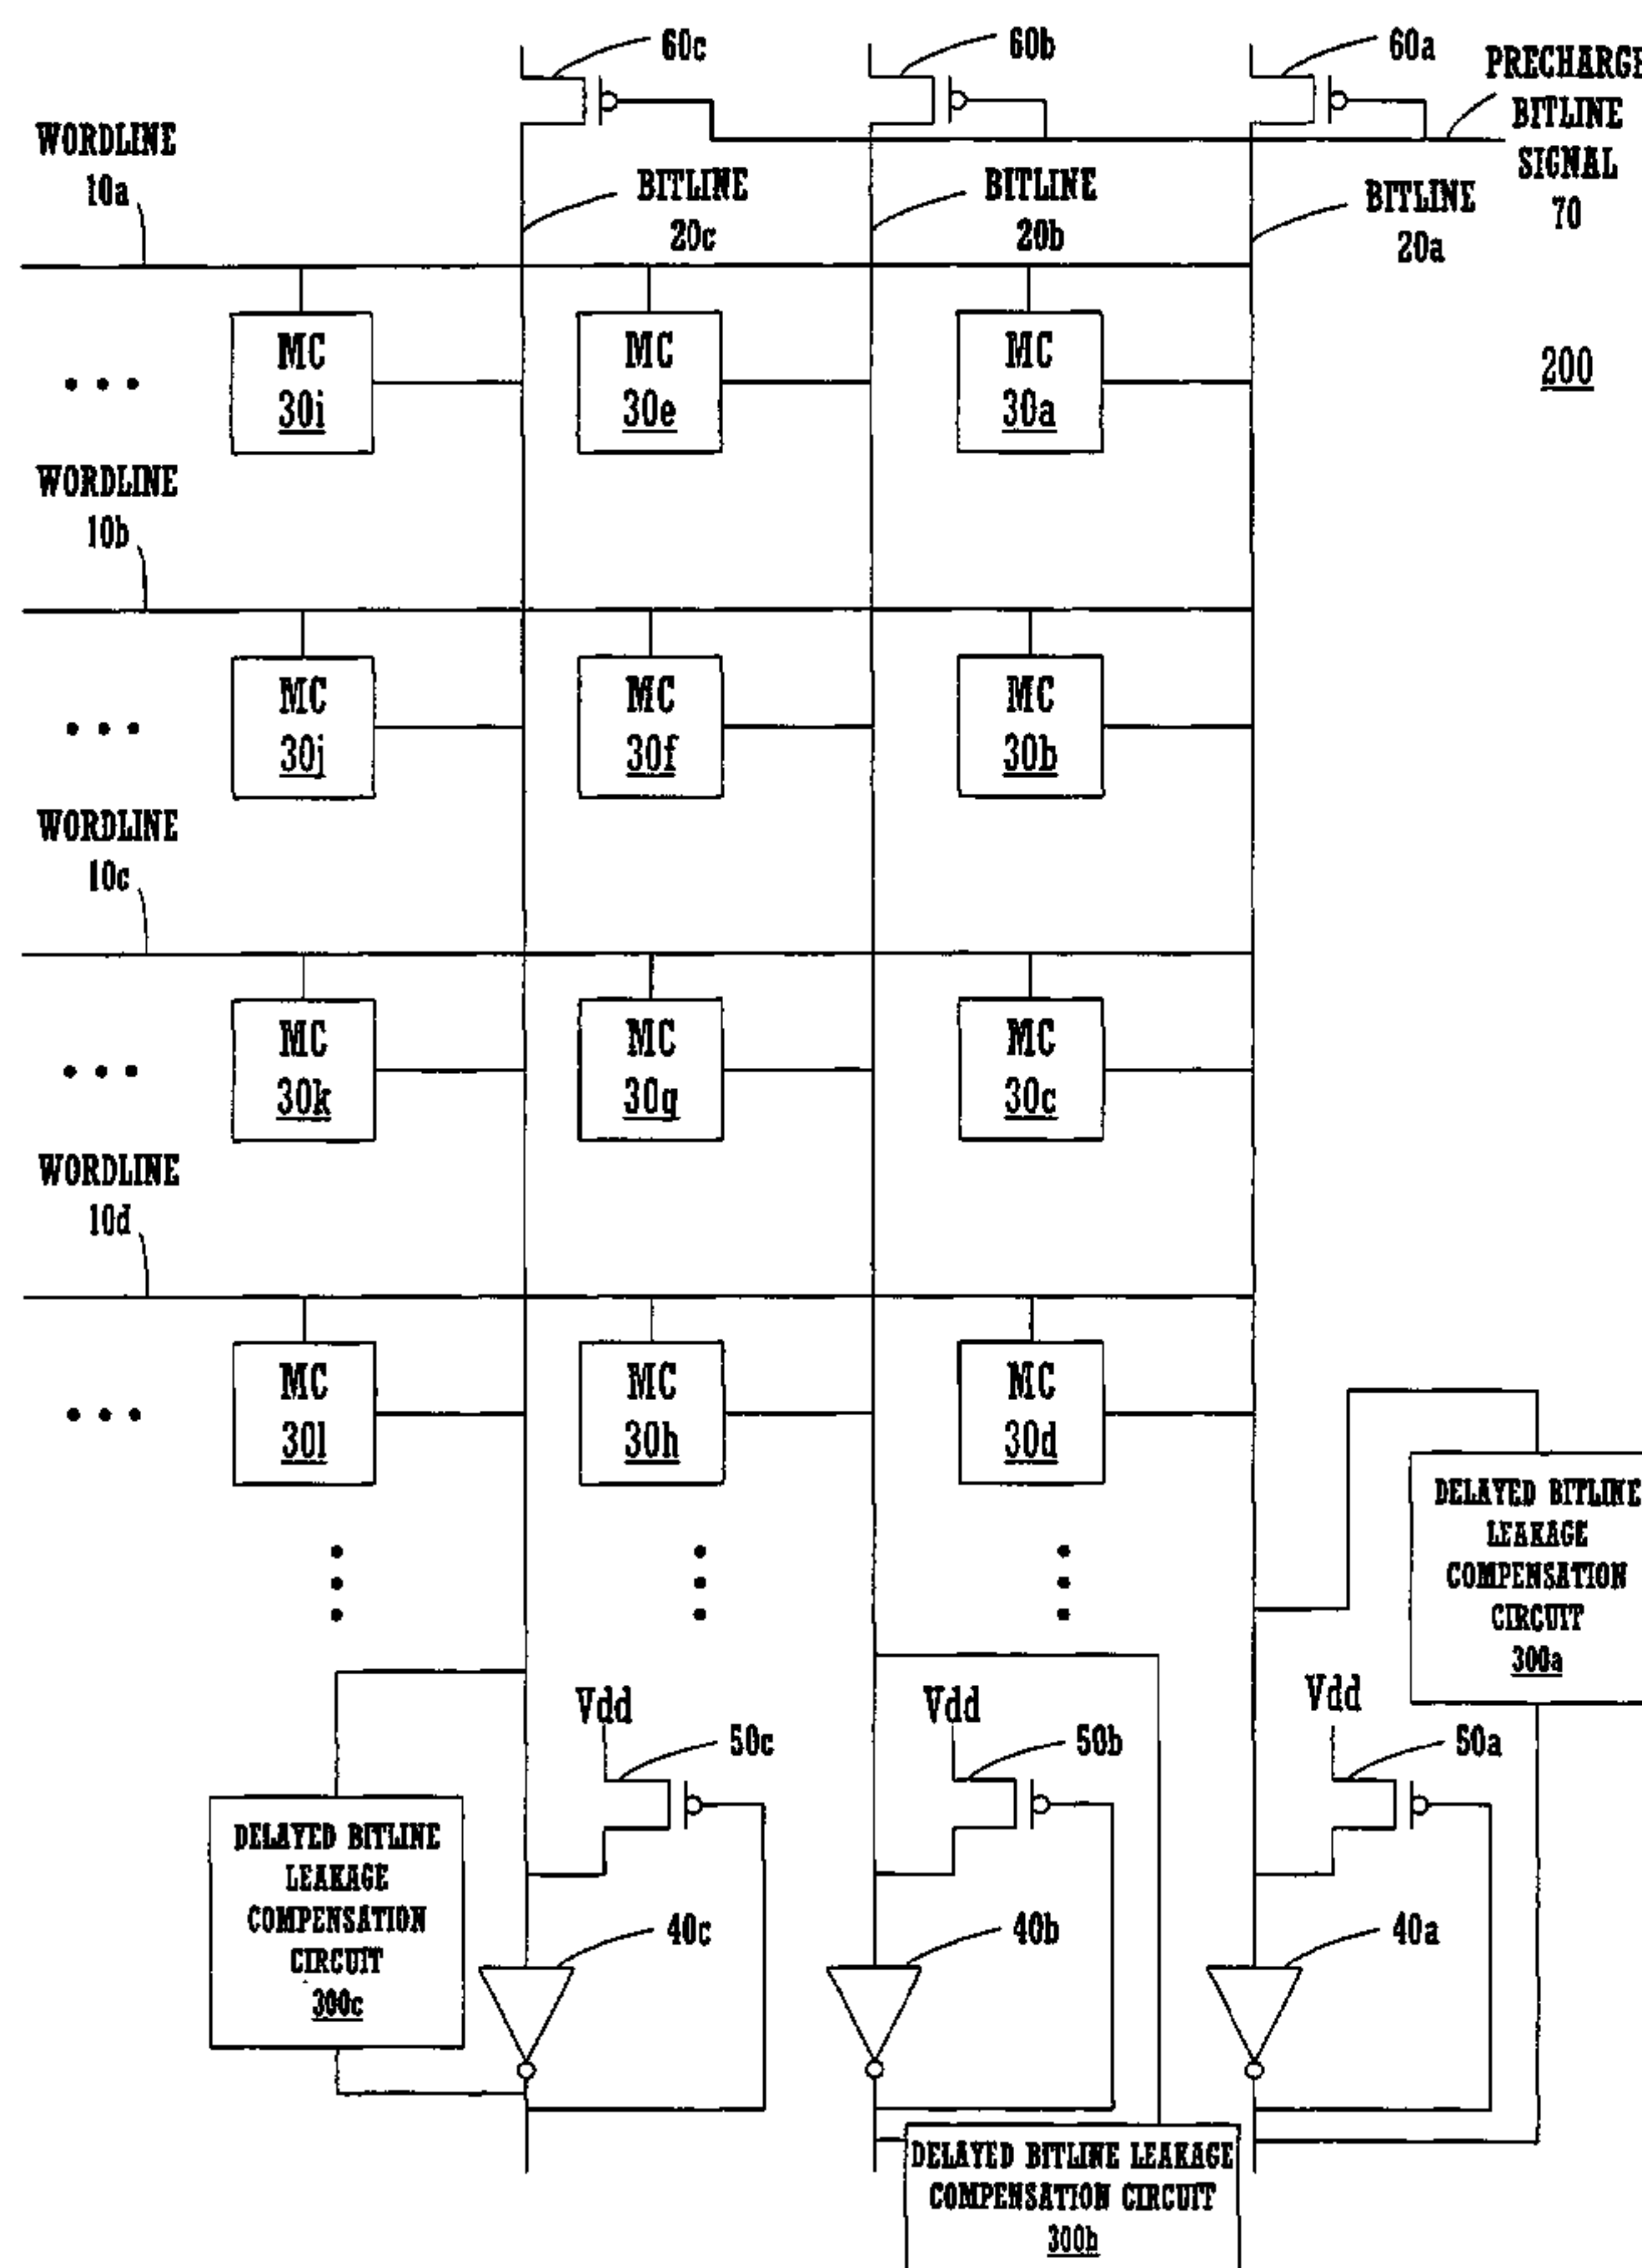 60c
60b
60a
PRECHARGE
BITLINE
SIGNAL
70
WORDLINE
10a
BITLINE
20c
BITLINE
20b
BITLINE
20a
200
MC
30i
MC
30e
MC
30a
WORDLINE
10b
MC
30j
MC
30f
MC
30b
WORDLINE
10c
MC
30k
MC
30g
MC
30c
WORDLINE
10d
MC
30l
MC
30h
MC
30d
DELAYED BITLINE
LEAKAGE
COMPENSATION
CIRCUIT
300a
Vdd
50c
Vdd
50b
Vdd
50a
DELAYED BITLINE
LEAKAGE
COMPENSATION
CIRCUIT
300c
40c
40b
40a
DELAYED BITLINE LEAKAGE
COMPENSATION CIRCUIT
300b